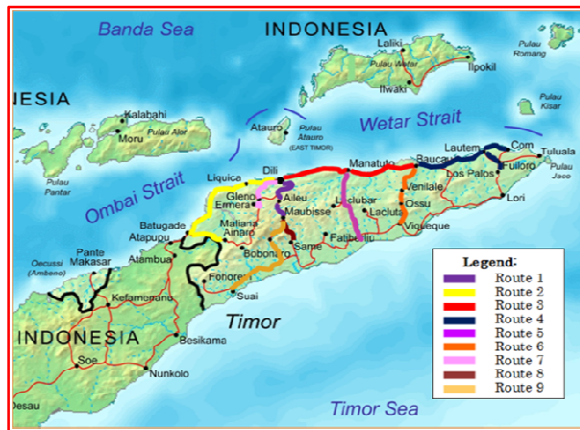 Banda Sea
INDONESIA
Laliki
Pulau Wetar
Ilpokil
Ilwaki
Pulau
Romang
Pulau
Kisar
NESIA
Kalabahi
Moru
Pulau Alor
Pulau
Pantar
Atauro
Pulau
Atauro
(EAST TIMOR)
Wetar Strait
Ombai Strait
Liquica
Dili
Manatuto
Baucau
Lautem
Com
Tutuala
Pulau
Jaco
Fuiloro
Los Palos
Lori
Gleno
Ermera
Aileu
Maubisse
Laclubar
Lacluta
Venilale
Ossu
Viqueque
Batugade
Atapupu
Maliana
Ainaro
Bobonaro
Same
Fatiberliu
Pante
Makasar
Oecussi
(Ambeno)
Atambua
Fohorem
Suai
Kefamenanu
Timor
INDONESIA
Besikama
Soe
Nunkolo
Desau
Timor Sea
Legend:
Route 1
Route 2
Route 3
Route 4
Route 5
Route 6
Route 7
Route 8
Route 9